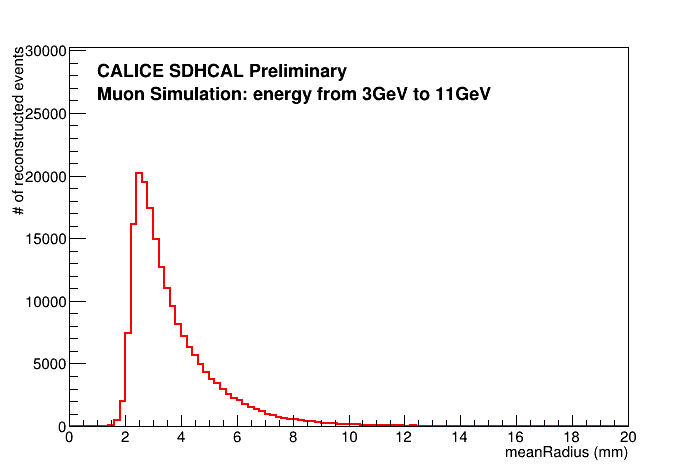 # of reconstructed events
30000
CALICE SDHCAL Preliminary
Muon Simulation: energy from 3GeV to 11GeV
25000
20000
15000
10000
5000
0
0 2 4 6 8 10 12 14 16 18 20
meanRadius (mm)